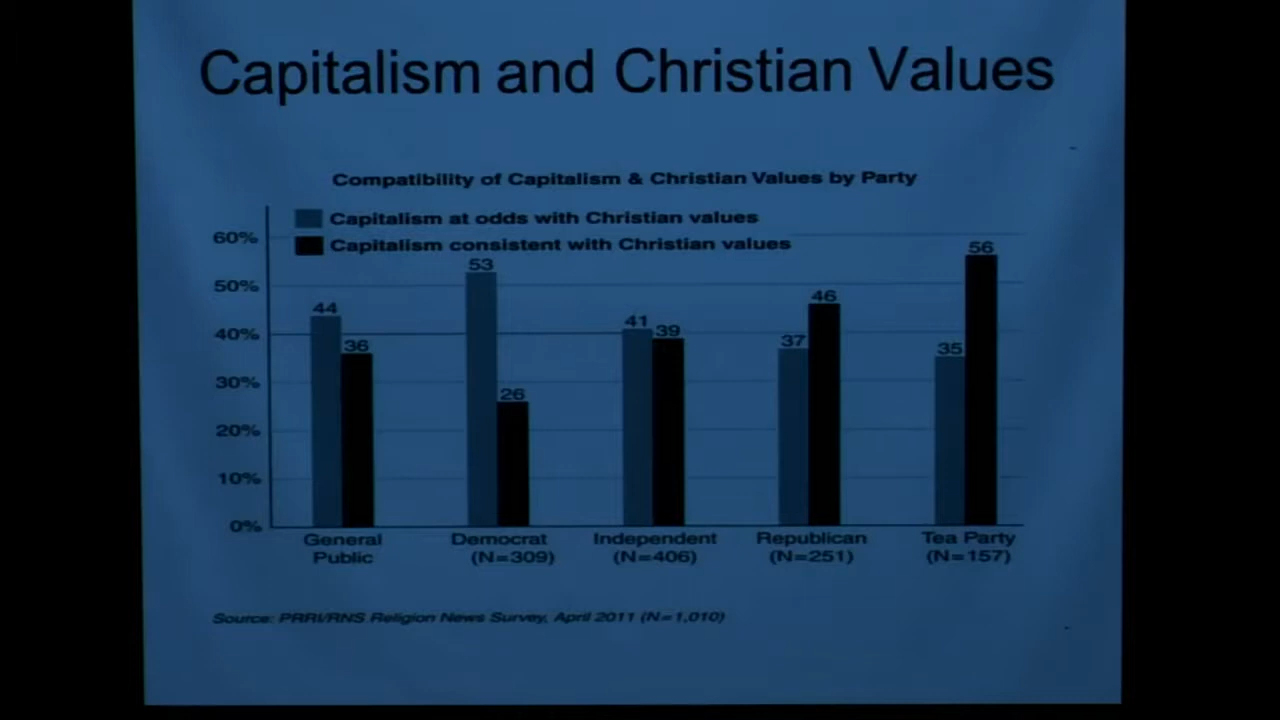 Capitalism and Christian Values
Compatibility of Capitalism & Christian Values by Party
Capitalism at odds with Christian values
Capitalism consistent with Christian values
60%
50%
40%
30%
20%
10%
0%
44
36
53
26
41
39
37
46
35
56
General Public
Democrat (N=309)
Independent (N=406)
Republican (N=251)
Tea Party (N=157)
Source: PRRI/RNS Religion News Survey, April 2011 (N=1,010)